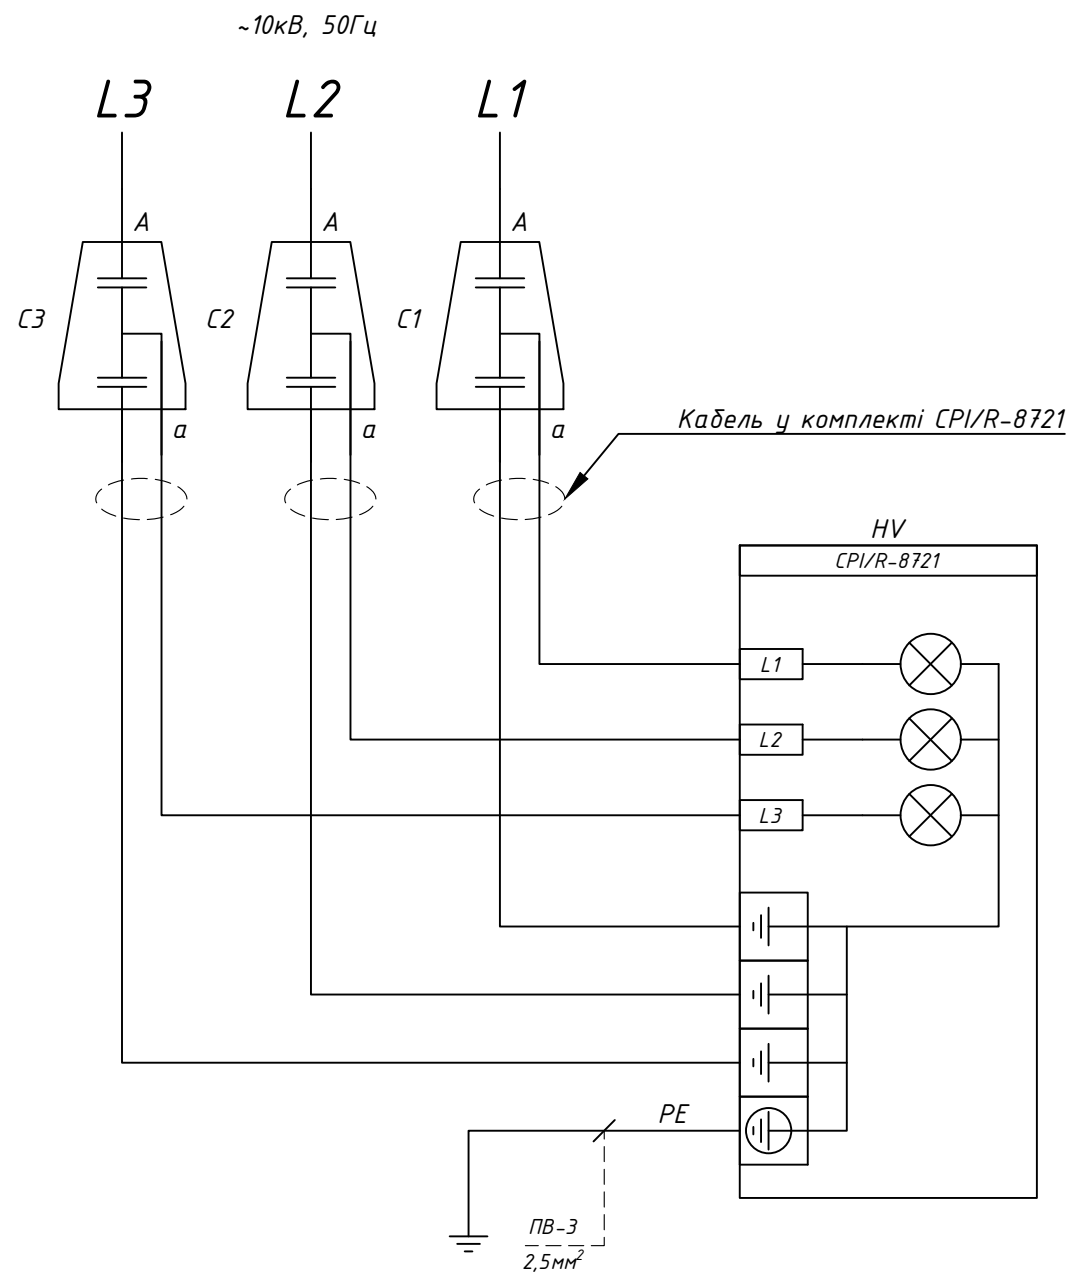 ~10кВ, 50Гц
L3 L2 L1
A A A
C3 C2 C1
a a a
Кабель у комплекті CPI/R-8721
HV
CPI/R-8721
L1
L2
L3
PE
ПВ-3
2,5мм²